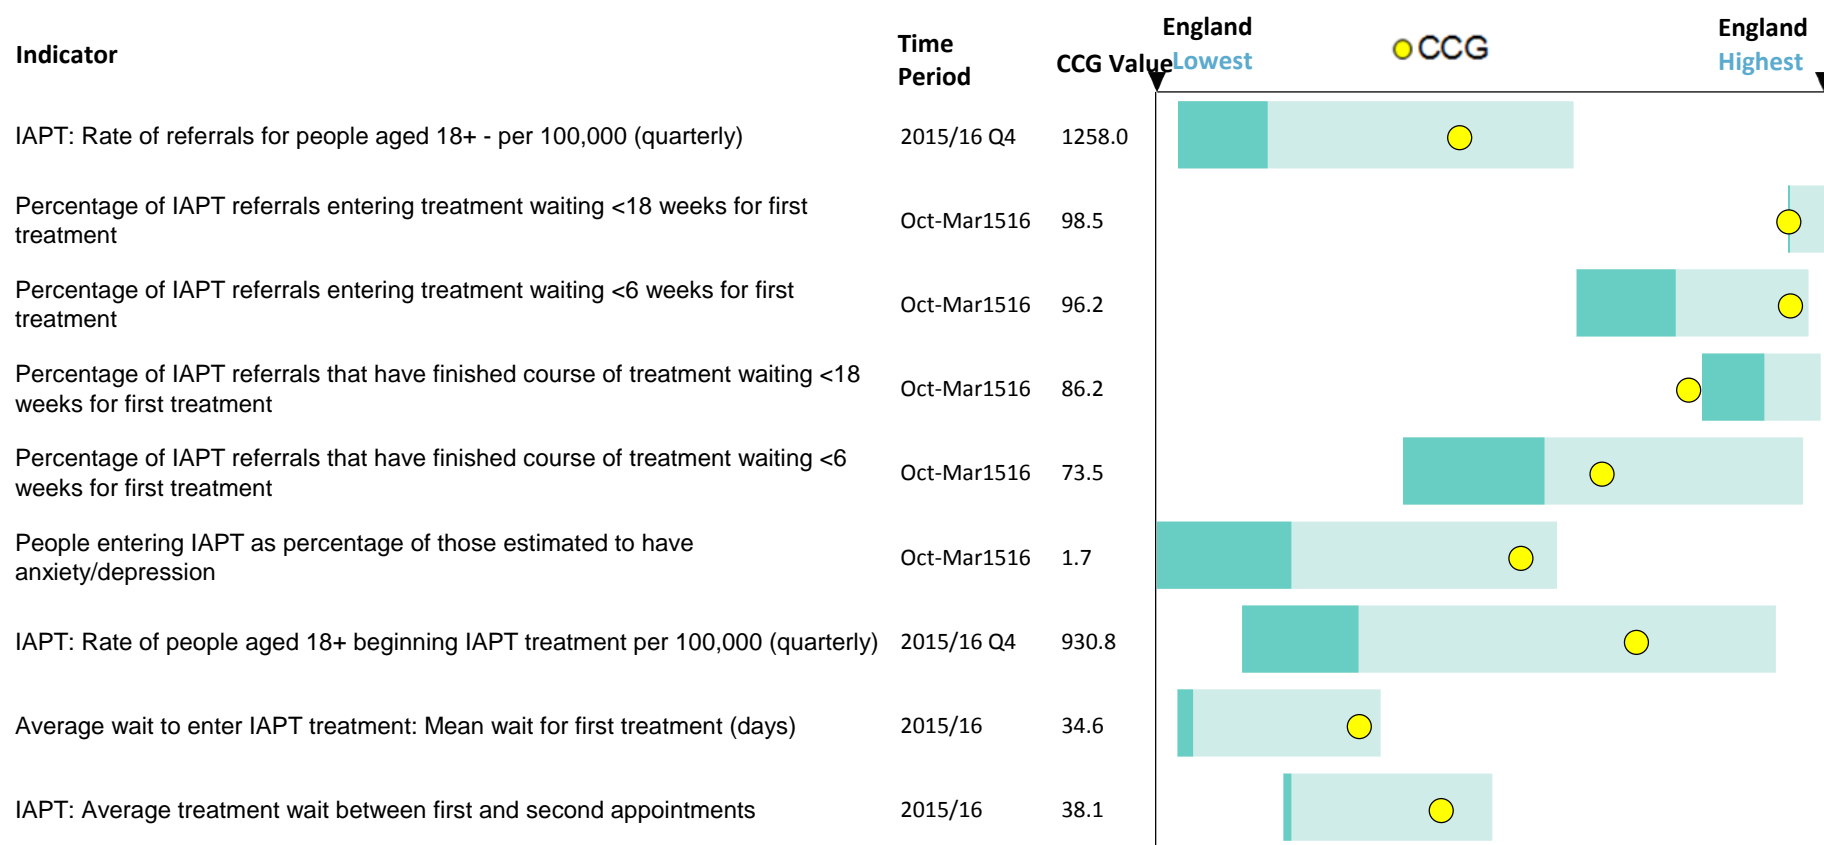 Indicator
Time
Period
CCG Value
England
Lowest
CCG
England
Highest
IAPT: Rate of referrals for people aged 18+ - per 100,000 (quarterly) 2015/16 Q4 1258.0
Percentage of IAPT referrals entering treatment waiting <18 weeks for first
treatment
Oct-Mar1516 98.5
Percentage of IAPT referrals entering treatment waiting <6 weeks for first
treatment
Oct-Mar1516 96.2
Percentage of IAPT referrals that have finished course of treatment waiting <18
weeks for first treatment
Oct-Mar1516 86.2
Percentage of IAPT referrals that have finished course of treatment waiting <6
weeks for first treatment
Oct-Mar1516 73.5
People entering IAPT as percentage of those estimated to have
anxiety/depression
Oct-Mar1516 1.7
IAPT: Rate of people aged 18+ beginning IAPT treatment per 100,000 (quarterly) 2015/16 Q4 930.8
Average wait to enter IAPT treatment: Mean wait for first treatment (days) 2015/16 34.6
IAPT: Average treatment wait between first and second appointments 2015/16 38.1